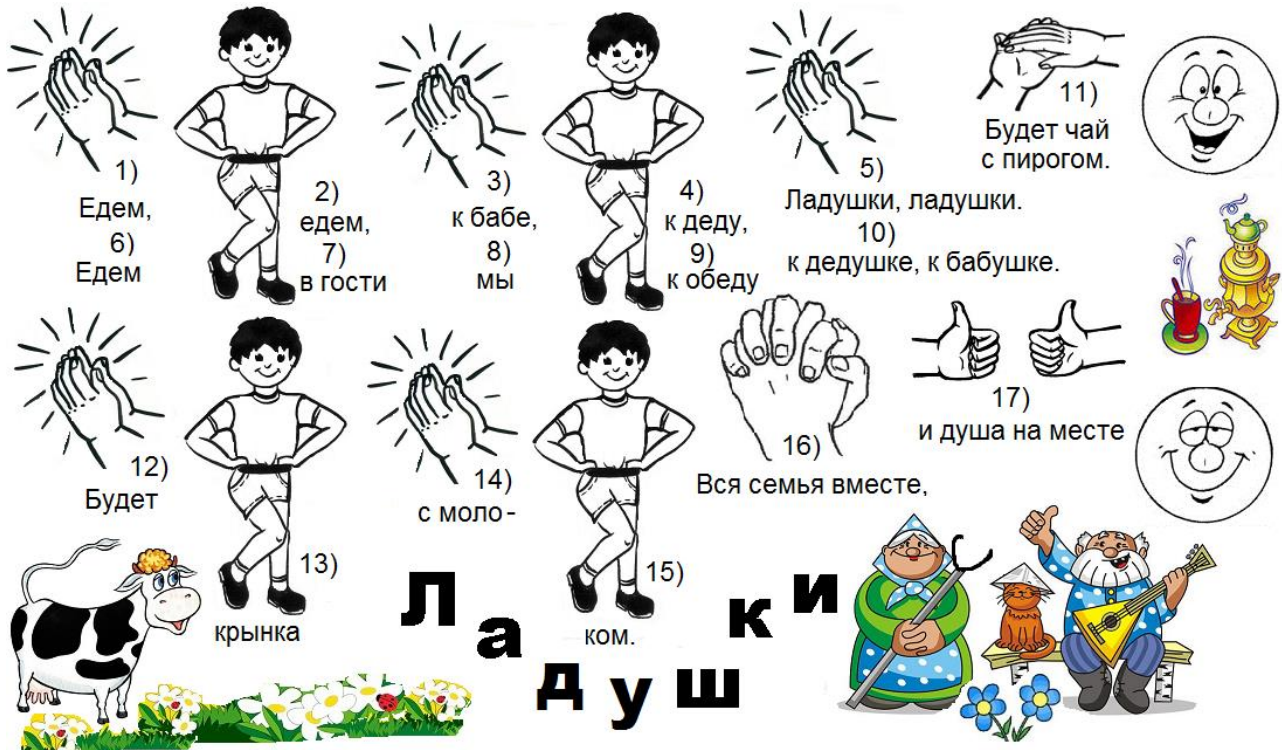 1)
Едем,
6)
Едем
2)
едем,
7)
в гости
3)
к бабе,
8)
мы
4)
к деду,
9)
к обеду
5)
Ладушки, ладушки.
10)
к дедушке, к бабушке.
11)
Будет чай
с пирогом.
12)
Будет
13)
крынка
14)
с моло-
15)
ком.
16)
Вся семья вместе,
17)
и душа на месте
Ладушки